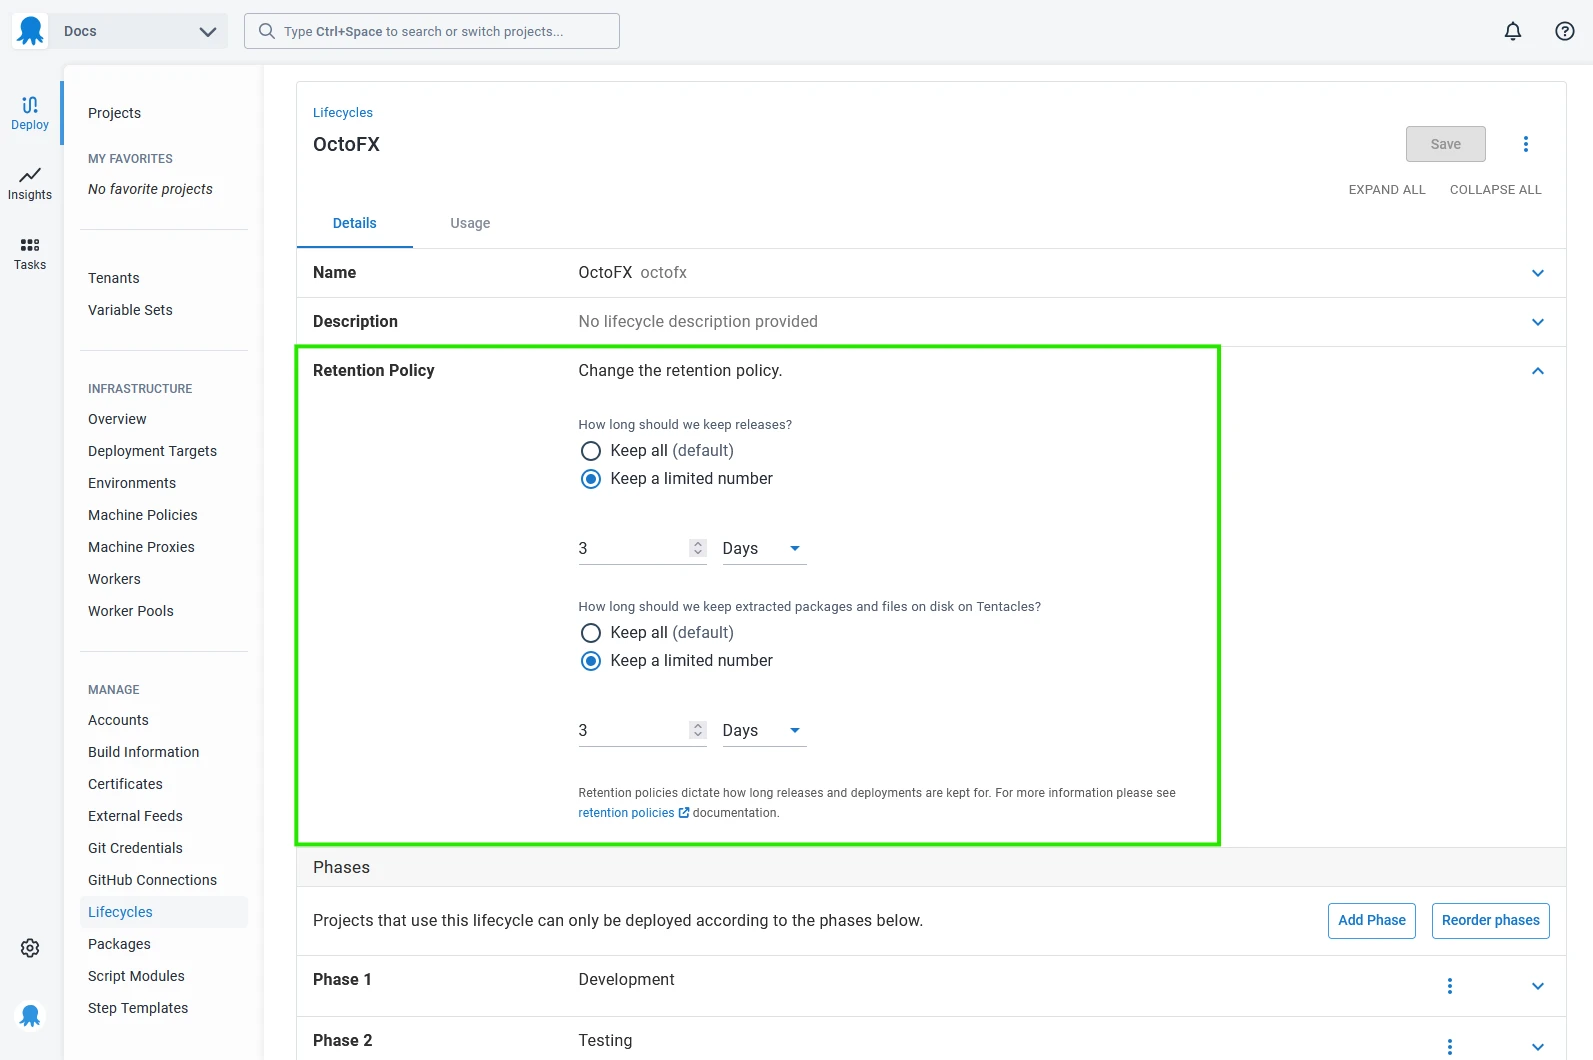 Docs
Type Ctrl+Space to search or switch projects...
Deploy
Insights
Tasks
Projects
MY FAVORITES
No favorite projects
Tenants
Variable Sets
INFRASTRUCTURE
Overview
Deployment Targets
Environments
Machine Policies
Machine Proxies
Workers
Worker Pools
MANAGE
Accounts
Build Information
Certificates
External Feeds
Git Credentials
GitHub Connections
Lifecycles
Packages
Script Modules
Step Templates
Lifecycles
OctoFX
Save
EXPAND ALL COLLAPSE ALL
Details Usage
Name OctoFX octofx
Description No lifecycle description provided
Retention Policy Change the retention policy.
How long should we keep releases?
Keep all (default)
Keep a limited number
3 Days
How long should we keep extracted packages and files on disk on Tentacles?
Keep all (default)
Keep a limited number
3 Days
Retention policies dictate how long releases and deployments are kept for. For more information please see
retention policies documentation.
Phases
Projects that use this lifecycle can only be deployed according to the phases below. Add Phase Reorder phases
Phase 1 Development
Phase 2 Testing